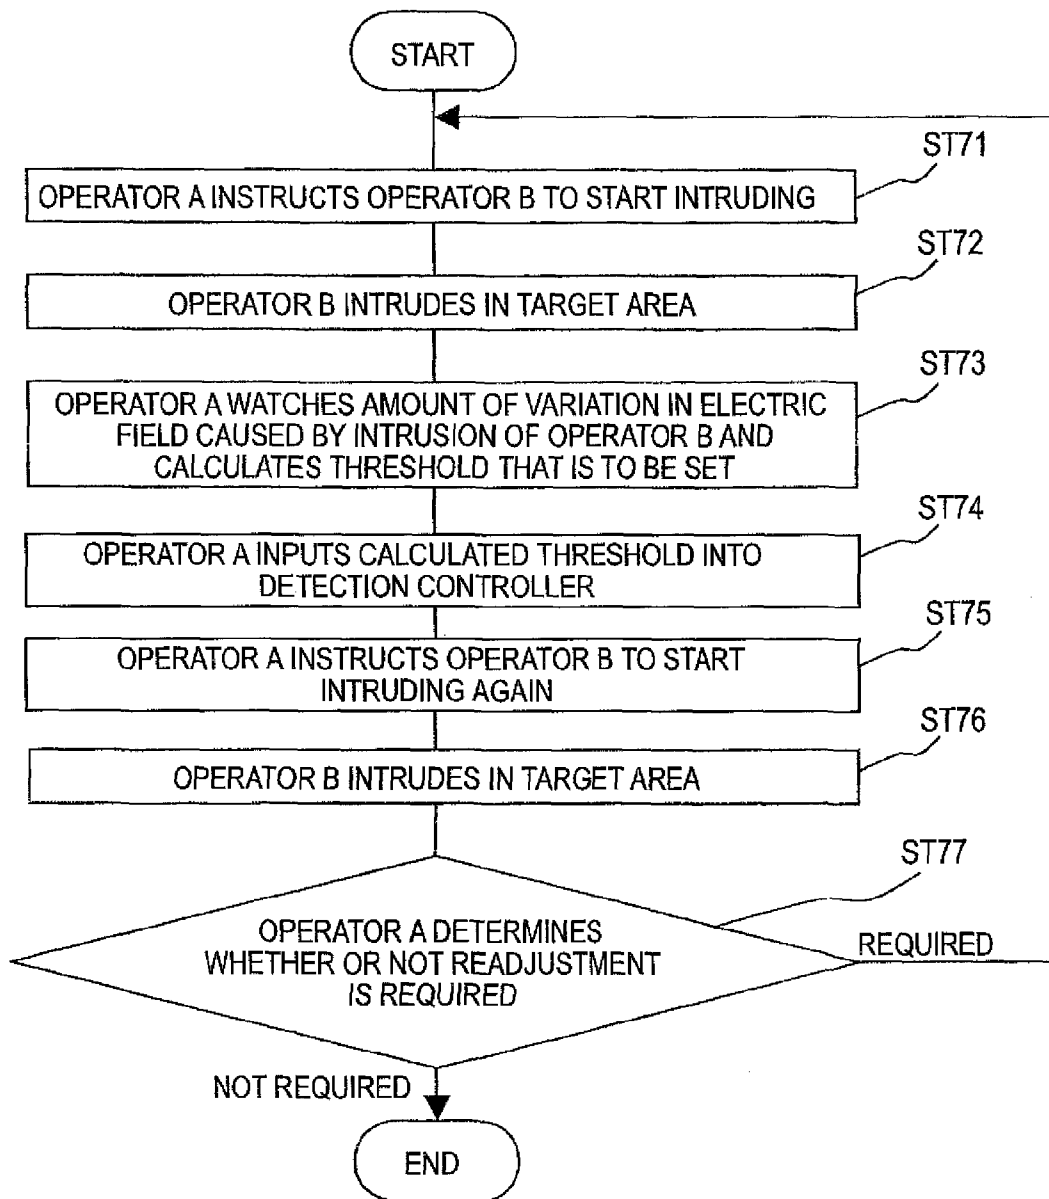 START
ST71
OPERATOR A INSTRUCTS OPERATOR B TO START INTRUDING
ST72
OPERATOR B INTRUDES IN TARGET AREA
ST73
OPERATOR A WATCHES AMOUNT OF VARIATION IN ELECTRIC
FIELD CAUSED BY INTRUSION OF OPERATOR B AND
CALCULATES THRESHOLD THAT IS TO BE SET
ST74
OPERATOR A INPUTS CALCULATED THRESHOLD INTO
DETECTION CONTROLLER
ST75
OPERATOR A INSTRUCTS OPERATOR B TO START
INTRUDING AGAIN
ST76
OPERATOR B INTRUDES IN TARGET AREA
ST77
OPERATOR A DETERMINES
WHETHER OR NOT READJUSTMENT
IS REQUIRED
REQUIRED
NOT REQUIRED
END